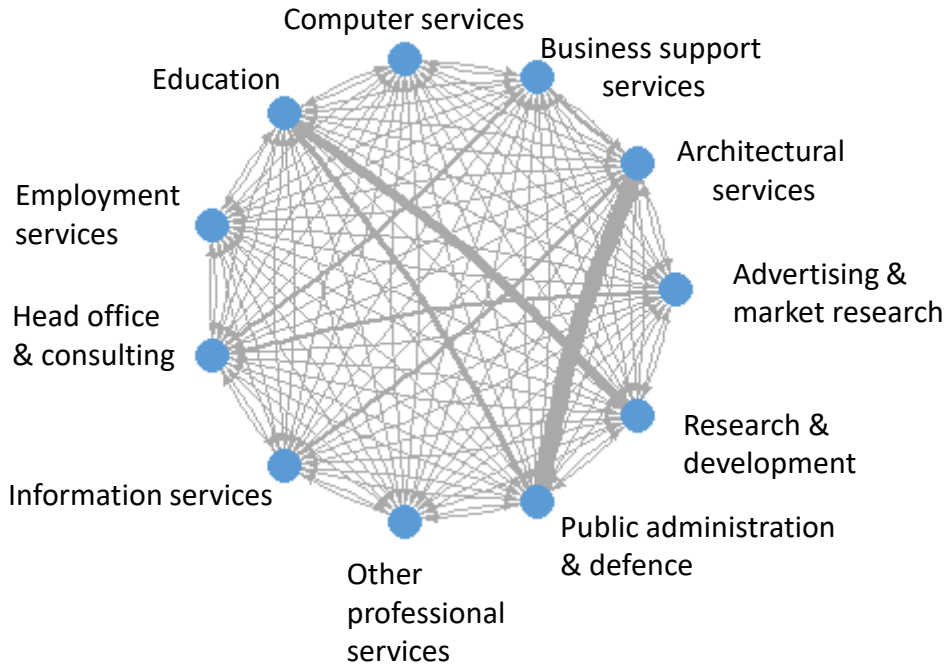 Computer services
Business support
services
Education
Architectural
services
Employment
services
Advertising &
market research
Head office
& consulting
Research &
development
Information services
Public administration
& defence
Other
professional
services